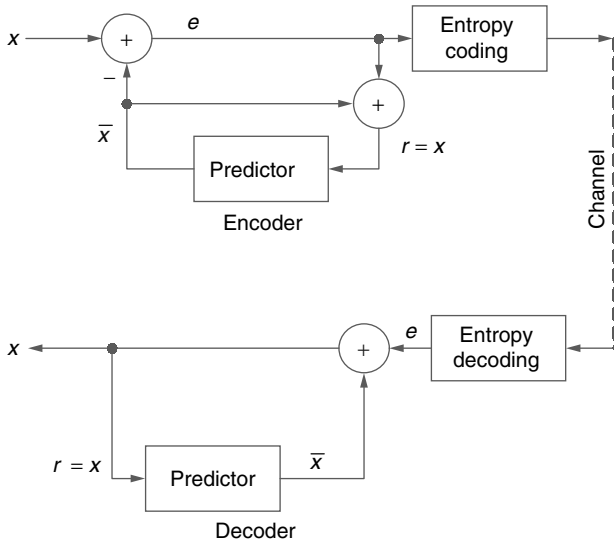 x
+
e
Entropy
coding
–
+
x̅
r = x
Predictor
Encoder
Channel
x
+
e
Entropy
decoding
r = x
Predictor
x̅
Decoder